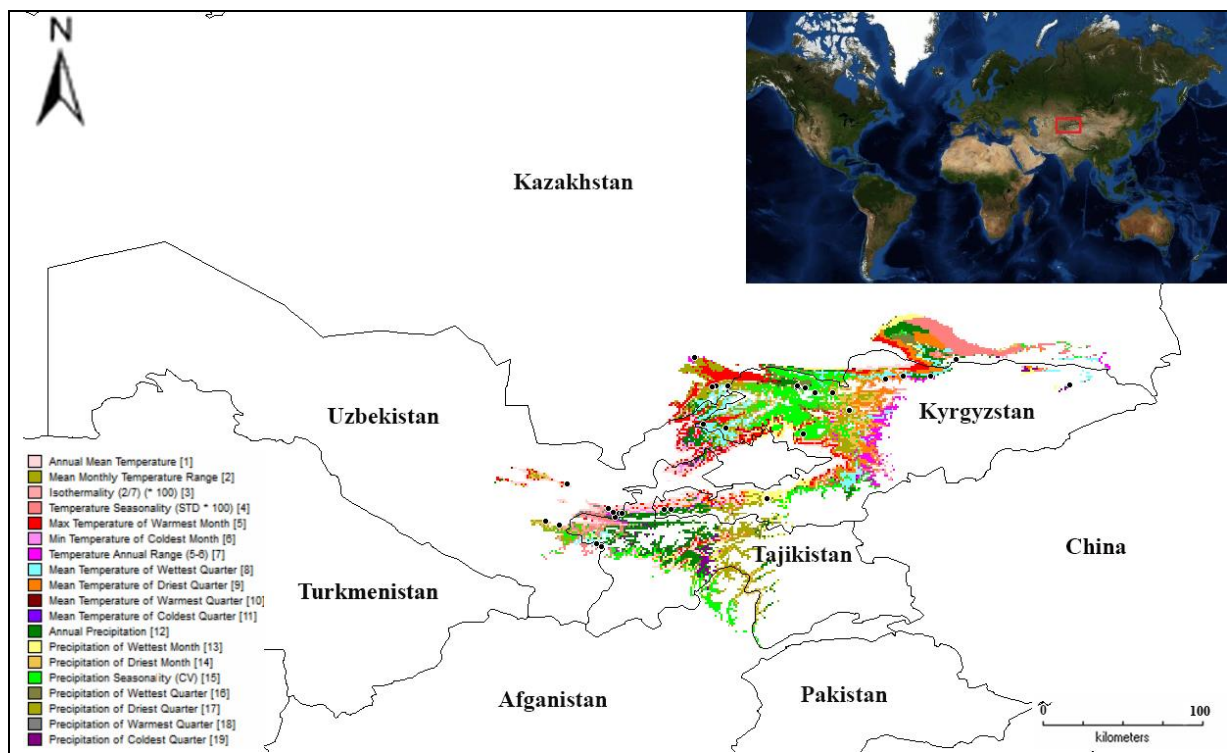 N
Kazakhstan
Kyrgyzstan
Uzbekistan
China
Tajikistan
Turkmenistan
Afganistan
Pakistan
Annual Mean Temperature [1]
Mean Monthly Temperature Range [2]
Isothermality (2/7) (* 100) [3]
Temperature Seasonality (STD * 100) [4]
Max Temperature of Warmest Month [5]
Min Temperature of Coldest Month [6]
Temperature Annual Range (5-6) [7]
Mean Temperature of Wettest Quarter [8]
Mean Temperature of Driest Quarter [9]
Mean Temperature of Warmest Quarter [10]
Mean Temperature of Coldest Quarter [11]
Annual Precipitation [12]
Precipitation of Wettest Month [13]
Precipitation of Driest Month [14]
Precipitation Seasonality (CV) [15]
Precipitation of Wettest Quarter [16]
Precipitation of Driest Quarter [17]
Precipitation of Warmest Quarter [18]
Precipitation of Coldest Quarter [19]
0 100
kilometers